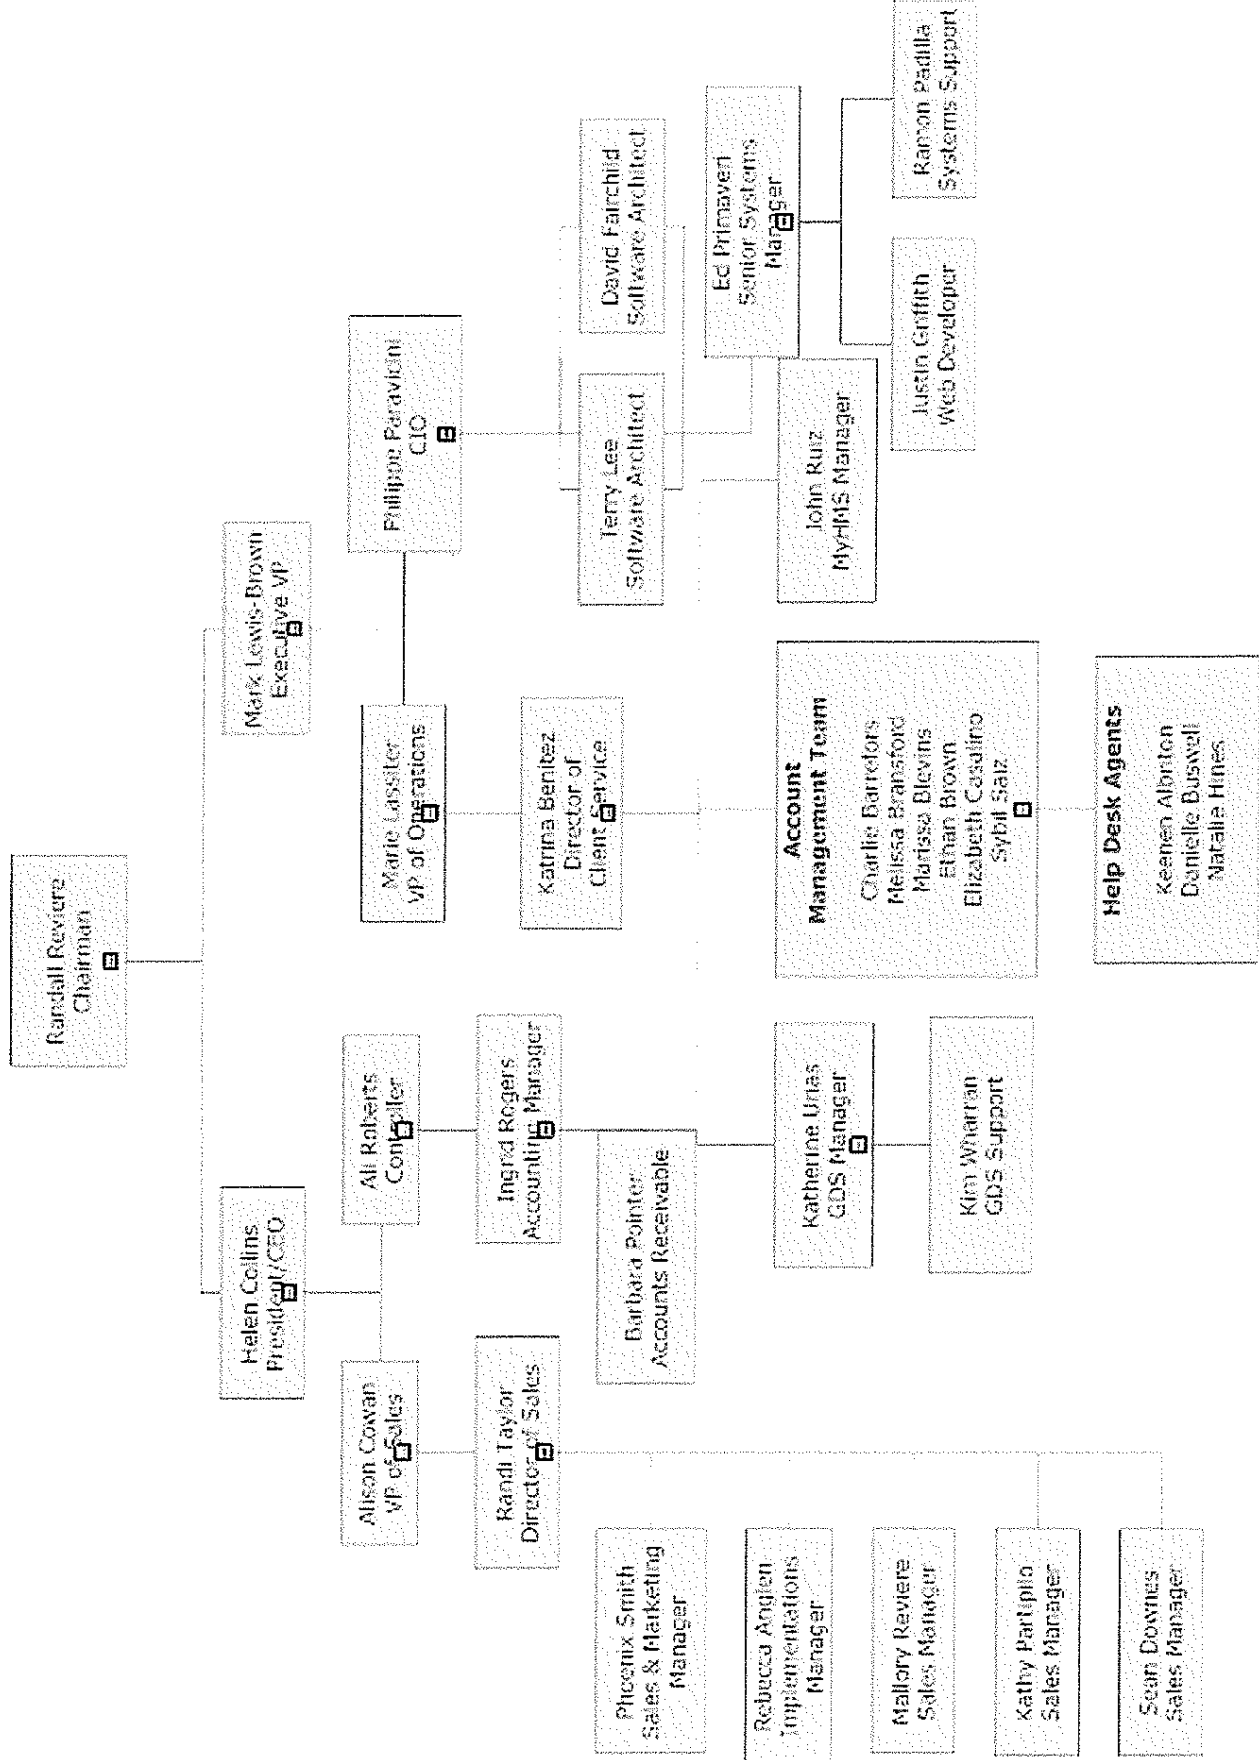 Randall Reviere
Chairman
Helen Collins
President/CEO
Mark Lewis-Brown
Executive VP
Alison Cowan
VP of Sales
Ali Roberts
Controller
Marie Lassiter
VP of Operations
Philippe Paravicini
CIO
Randi Taylor
Director of Sales
Ingrid Rogers
Accounting Manager
Katrina Benitez
Director of
Client Service
Terry Lee
Software Architect
David Fairchild
Software Architect
Phoenix Smith
Sales & Marketing
Manager
Barbara Pointer
Accounts Receivable
Ed Primaveri
Senior Systems
Manager
Rebecca Anglen
Implementations
Manager
Katherine Urias
GDS Manager
Account
Management Team
Charlie Barrefors
Melissa Bransford
Marissa Blevins
Ethan Brown
Elizabeth Casalino
Sybil Saiz
John Ruiz
MyHMS Manager
Justin Griffith
Web Developer
Ramon Padilla
Systems Support
Mallory Reviere
Sales Manager
Kim Wharran
GDS Support
Kathy Partipilo
Sales Manager
Help Desk Agents
Keenen Albriton
Danielle Buswell
Natalie Hines
Sean Downes
Sales Manager